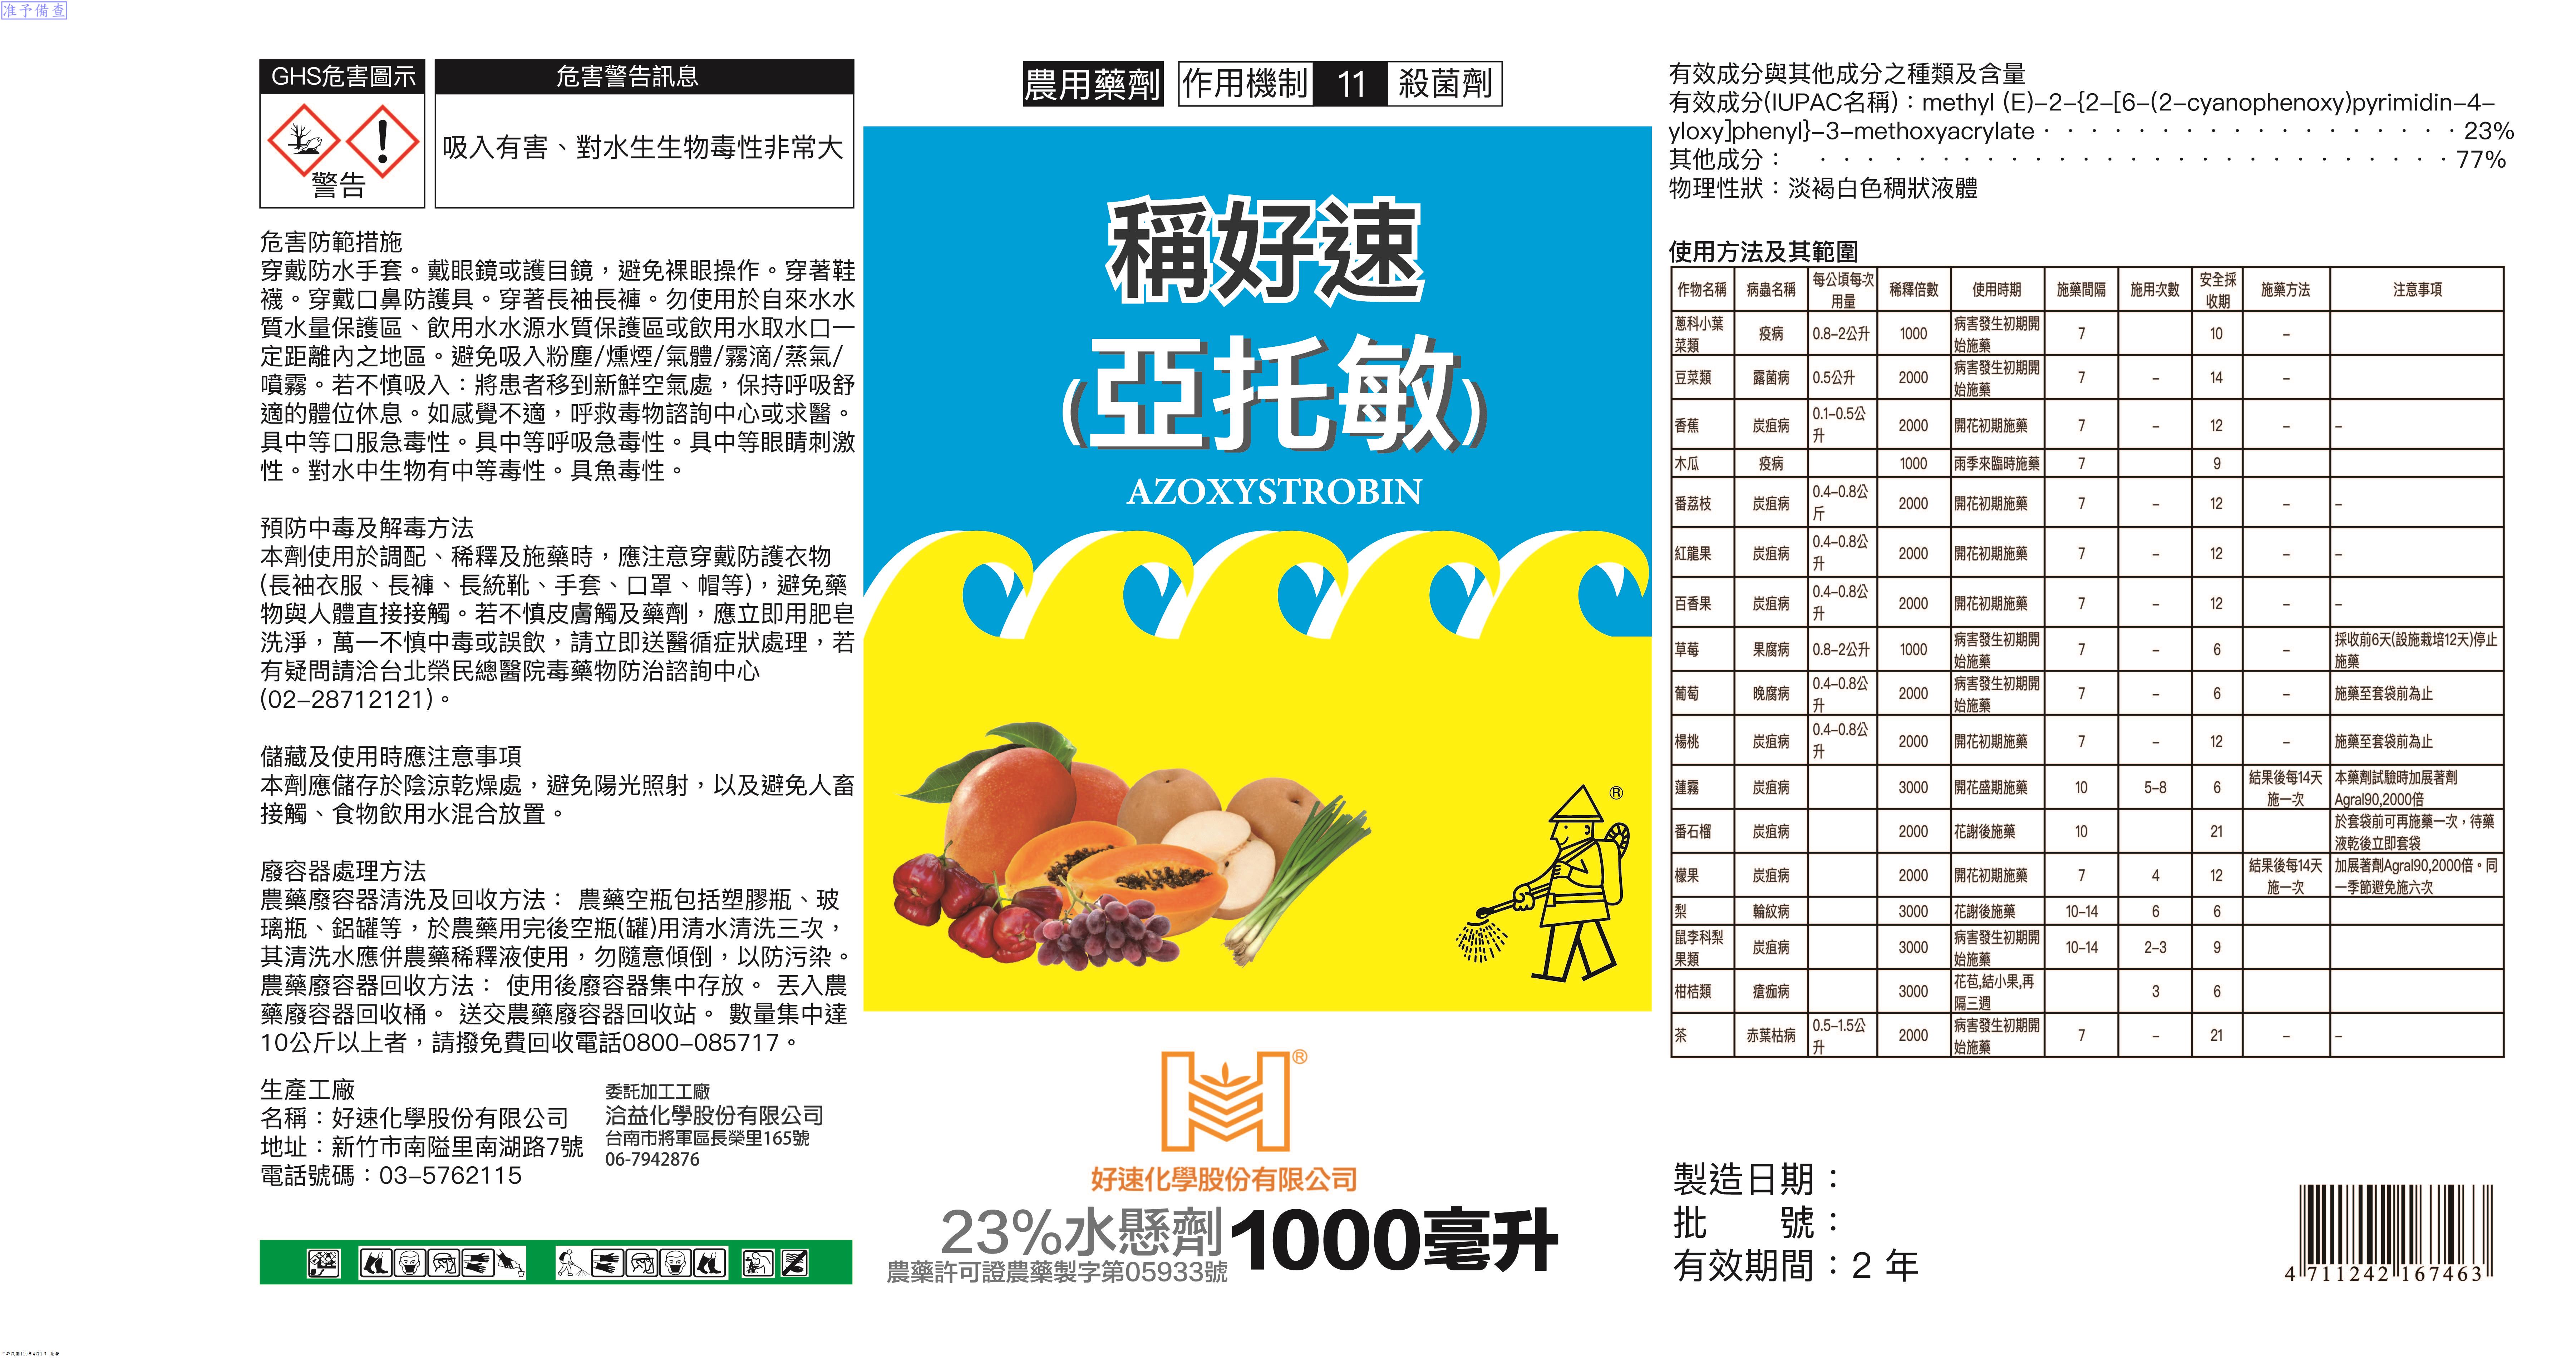 准予備查
GHS危害圖示
危害警告訊息
警告
吸入有害、對水生生物毒性非常大
危害防範措施
穿戴防水手套。戴眼鏡或護目鏡，避免裸眼操作。穿著鞋
襪。穿戴口鼻防護具。穿著長袖長褲。勿使用於自來水水
質水量保護區、飲用水水源水質保護區或飲用水取水口一
定距離內之地區。避免吸入粉塵/燻煙/氣體/霧滴/蒸氣/
噴霧。若不慎吸入：將患者移到新鮮空氣處，保持呼吸舒
適的體位休息。如感覺不適，呼救毒物諮詢中心或求醫。
具中等口服急毒性。具中等呼吸急毒性。具中等眼睛刺激
性。對水中生物有中等毒性。具魚毒性。
預防中毒及解毒方法
本劑使用於調配、稀釋及施藥時，應注意穿戴防護衣物
(長袖衣服、長褲、長統靴、手套、口罩、帽等)，避免藥
物與人體直接接觸。若不慎皮膚觸及藥劑，應立即用肥皂
洗淨，萬一不慎中毒或誤飲，請立即送醫循症狀處理，若
有疑問請洽台北榮民總醫院毒藥物防治諮詢中心
(02-28712121)。
儲藏及使用時應注意事項
本劑應儲存於陰涼乾燥處，避免陽光照射，以及避免人畜
接觸、食物飲用水混合放置。
廢容器處理方法
農藥廢容器清洗及回收方法： 農藥空瓶包括塑膠瓶、玻
璃瓶、鋁罐等，於農藥用完後空瓶(罐)用清水清洗三次，
其清洗水應併農藥稀釋液使用，勿隨意傾倒，以防污染。
農藥廢容器回收方法： 使用後廢容器集中存放。 丟入農
藥廢容器回收桶。 送交農藥廢容器回收站。 數量集中達
10公斤以上者，請撥免費回收電話0800-085717。
生產工廠
名稱：好速化學股份有限公司
地址：新竹市南隘里南湖路7號
電話號碼：03-5762115
委託加工工廠
洽益化學股份有限公司
台南市將軍區長榮里165號
06-7942876
農用藥劑 作用機制 11 殺菌劑
稱好速
(亞托敏)
AZOXYSTROBIN
®
®
好速化學股份有限公司
23%水懸劑 1000毫升
農藥許可證農藥製字第05933號
有效成分與其他成分之種類及含量
有效成分(IUPAC名稱)：methyl (E)-2-{2-[6-(2-cyanophenoxy)pyrimidin-4-
yloxy]phenyl}-3-methoxyacrylate・・・・・・・・・・・・・・・・・・23%
其他成分： ・・・・・・・・・・・・・・・・・・・・・・・・・・77%
物理性狀：淡褐白色稠狀液體
使用方法及其範圍
作物名稱 病蟲名稱 每公頃每次用量 稀釋倍數 使用時期 施藥間隔 施用次數 安全採收期 施藥方法 注意事項
蔥科小葉菜類 疫病 0.8-2公升 1000 病害發生初期開始施藥 7 10 -
豆菜類 露菌病 0.5公升 2000 病害發生初期開始施藥 7 - 14 -
香蕉 炭疽病 0.1-0.5公升 2000 開花初期施藥 7 - 12 - -
木瓜 疫病 1000 雨季來臨時施藥 7 9
番荔枝 炭疽病 0.4-0.8公斤 2000 開花初期施藥 7 - 12 - -
紅龍果 炭疽病 0.4-0.8公升 2000 開花初期施藥 7 - 12 - -
百香果 炭疽病 0.4-0.8公升 2000 開花初期施藥 7 - 12 - -
草莓 果腐病 0.8-2公升 1000 病害發生初期開始施藥 7 - 6 - 採收前6天(設施栽培12天)停止施藥
葡萄 晚腐病 0.4-0.8公升 2000 病害發生初期開始施藥 7 - 6 - 施藥至套袋前為止
楊桃 炭疽病 0.4-0.8公升 2000 開花初期施藥 7 - 12 - 施藥至套袋前為止
蓮霧 炭疽病 3000 開花盛期施藥 10 5-8 6 結果後每14天施一次 本藥劑試驗時加展著劑Agral90,2000倍
番石榴 炭疽病 2000 花謝後施藥 10 21 於套袋前可再施藥一次，待藥液乾後立即套袋
檬果 炭疽病 2000 開花初期施藥 7 4 12 結果後每14天施一次 加展著劑Agral90,2000倍。同一季節避免施六次
梨 輪紋病 3000 花謝後施藥 10-14 6 6
鼠李科梨果類 炭疽病 3000 病害發生初期開始施藥 10-14 2-3 9
柑桔類 瘡痂病 3000 花苞,結小果,再隔三週 3 6
茶 赤葉枯病 0.5-1.5公升 2000 病害發生初期開始施藥 7 - 21 - -
製造日期：
批　　號：
有效期間：2 年
4 711242 167463